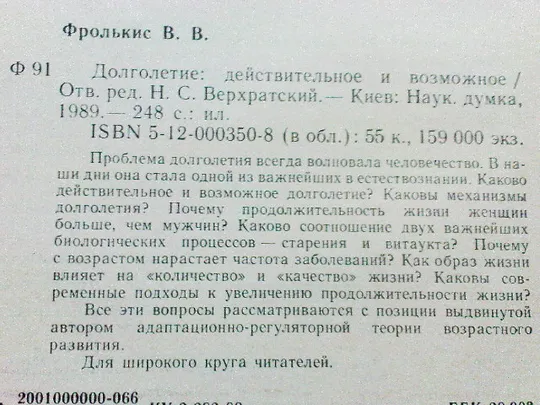 Фролькис В. В.
Ф 91 Долголетие: действительное и возможное /
Отв. ред. Н. С. Верхратский. — Киев: Наук. думка,
1989. — 248 с.: ил.
ISBN 5-12-000350-8 (в обл.): 55 к., 159 000 экз.
Проблема долголетия всегда волновала человечество. В на-
ши дни она стала одной из важнейших в естествознании. Каково
действительное и возможное долголетие? Каковы механизмы
долголетия? Почему продолжительность жизни женщин
больше, чем мужчин? Каково соотношение двух важнейших
биологических процессов — старения и витаукта? Почему
с возрастом нарастает частота заболеваний? Как образ жизни
влияет на «количество» и «качество» жизни? Каковы сов-
ременные подходы к увеличению продолжительности жизни?
Все эти вопросы рассматриваются с позиции выдвинутой
автором адаптационно-регуляторной теории возрастного
развития.
Для широкого круга читателей.
2001000000-066